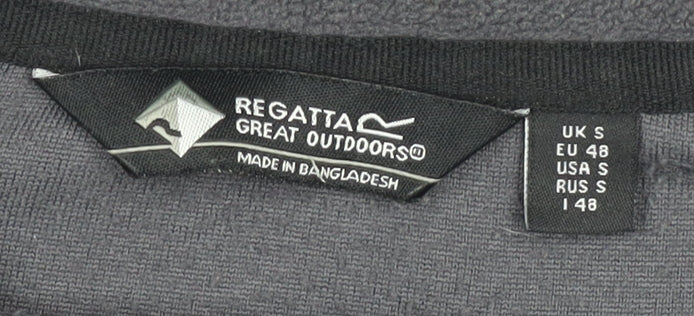 REGATTA
GREAT OUTDOORS®
MADE IN BANGLADESH
UK S
EU 48
USA S
RUS S
I 48